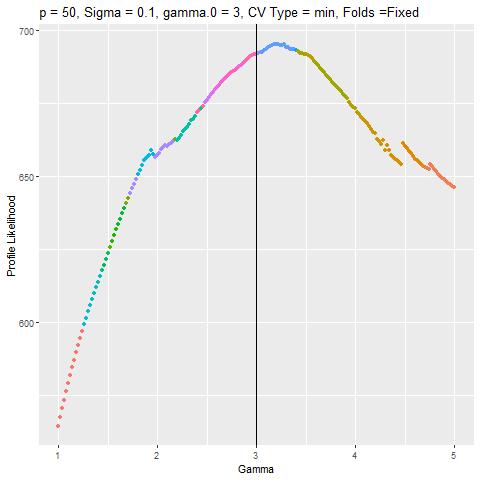 p = 50, Sigma = 0.1, gamma.0 = 3, CV Type = min, Folds =Fixed
700
650
600
Profile Likelihood
1 2 3 4 5
Gamma